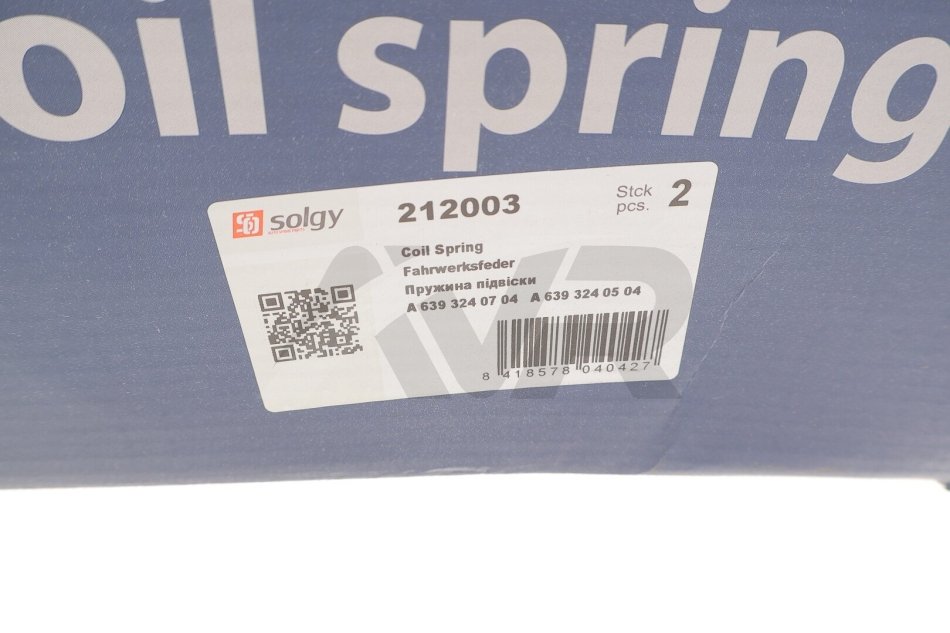 oil spring
solgy
212003
Stck
pcs. 2
Coil Spring
Fahrwerksfeder
Пружина підвіски
A 639 324 07 04 A 639 324 05 04
8 418578 040427